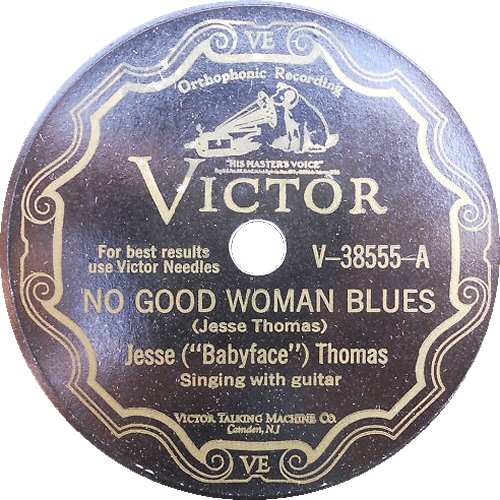 VE
Orthophonic Recording
"HIS MASTER'S VOICE"
VICTOR
For best results
use Victor Needles
V-38555-A
NO GOOD WOMAN BLUES
(Jesse Thomas)
Jesse ("Babyface") Thomas
Singing with guitar
VICTOR TALKING MACHINE CO.
Camden, N.J
VE